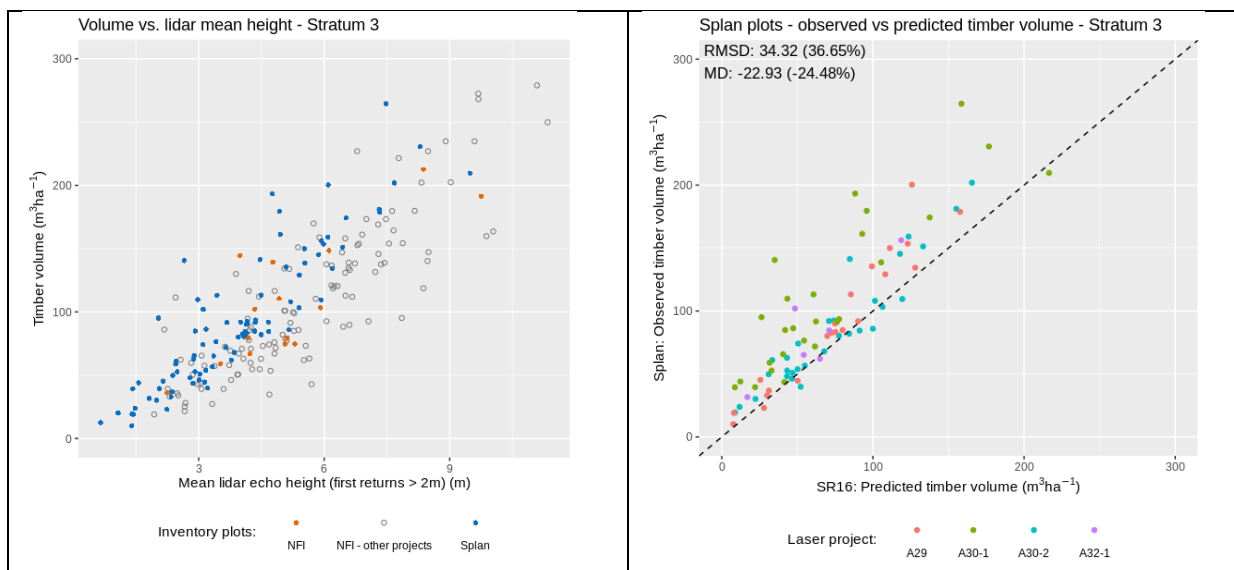 Volume vs. lidar mean height - Stratum 3
300
200
100
0
Timber volume (m³ha⁻¹)
3
6
9
Mean lidar echo height (first returns > 2m) (m)
Inventory plots:
NFI
NFI - other projects
Splan
Splan plots - observed vs predicted timber volume - Stratum 3
RMSD: 34.32 (36.65%)
MD: -22.93 (-24.48%)
300
200
100
0
Splan: Observed timber volume (m³ha⁻¹)
0
100
200
300
SR16: Predicted timber volume (m³ha⁻¹)
Laser project:
A29
A30-1
A30-2
A32-1